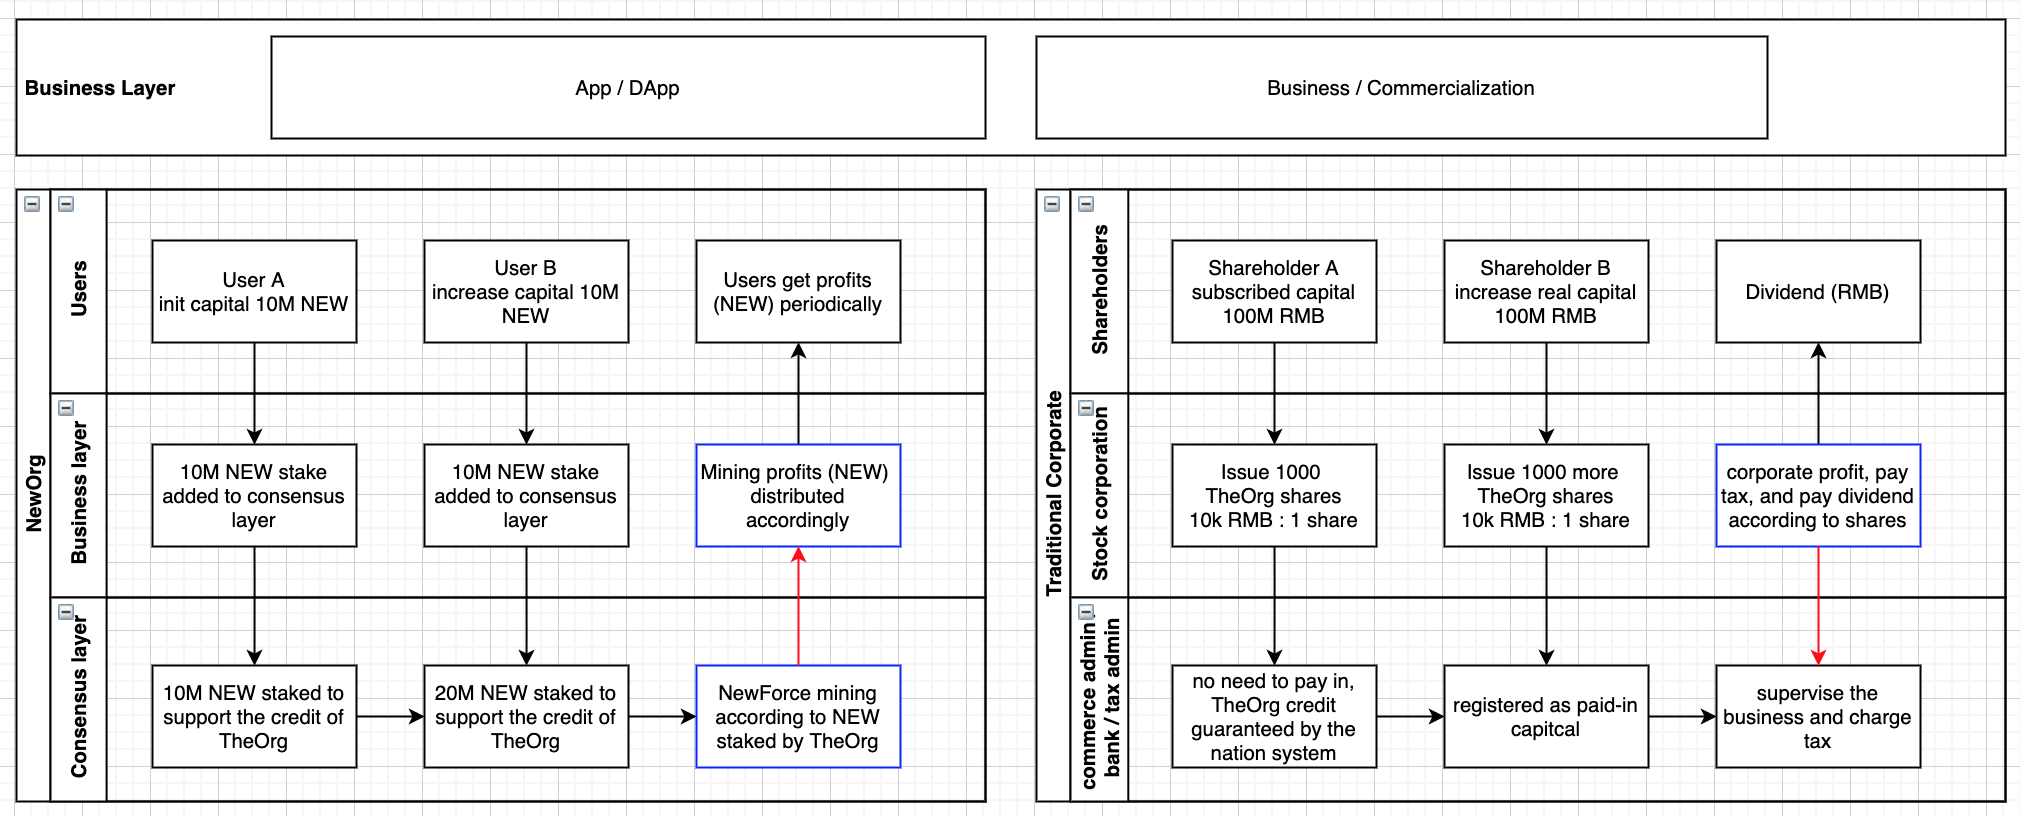 Business Layer
App / DApp
Business / Commercialization
NewOrg
Users
User A
init capital 10M NEW
User B
increase capital 10M
NEW
Users get profits
(NEW) periodically
Business layer
10M NEW stake
added to consensus
layer
10M NEW stake
added to consensus
layer
Mining profits (NEW)
distributed
accordingly
Consensus layer
10M NEW staked to
support the credit of
TheOrg
20M NEW staked to
support the credit of
TheOrg
NewForce mining
according to NEW
staked by TheOrg
Traditional Corporate
Shareholders
Shareholder A
subscribed capital
100M RMB
Shareholder B
increase real capital
100M RMB
Dividend (RMB)
Stock corporation
Issue 1000
TheOrg shares
10k RMB : 1 share
Issue 1000 more
TheOrg shares
10k RMB : 1 share
corporate profit, pay
tax, and pay dividend
according to shares
commerce admin
bank / tax admin
no need to pay in,
TheOrg credit
guaranteed by the
nation system
registered as paid-in
capitcal
supervise the
business and charge
tax